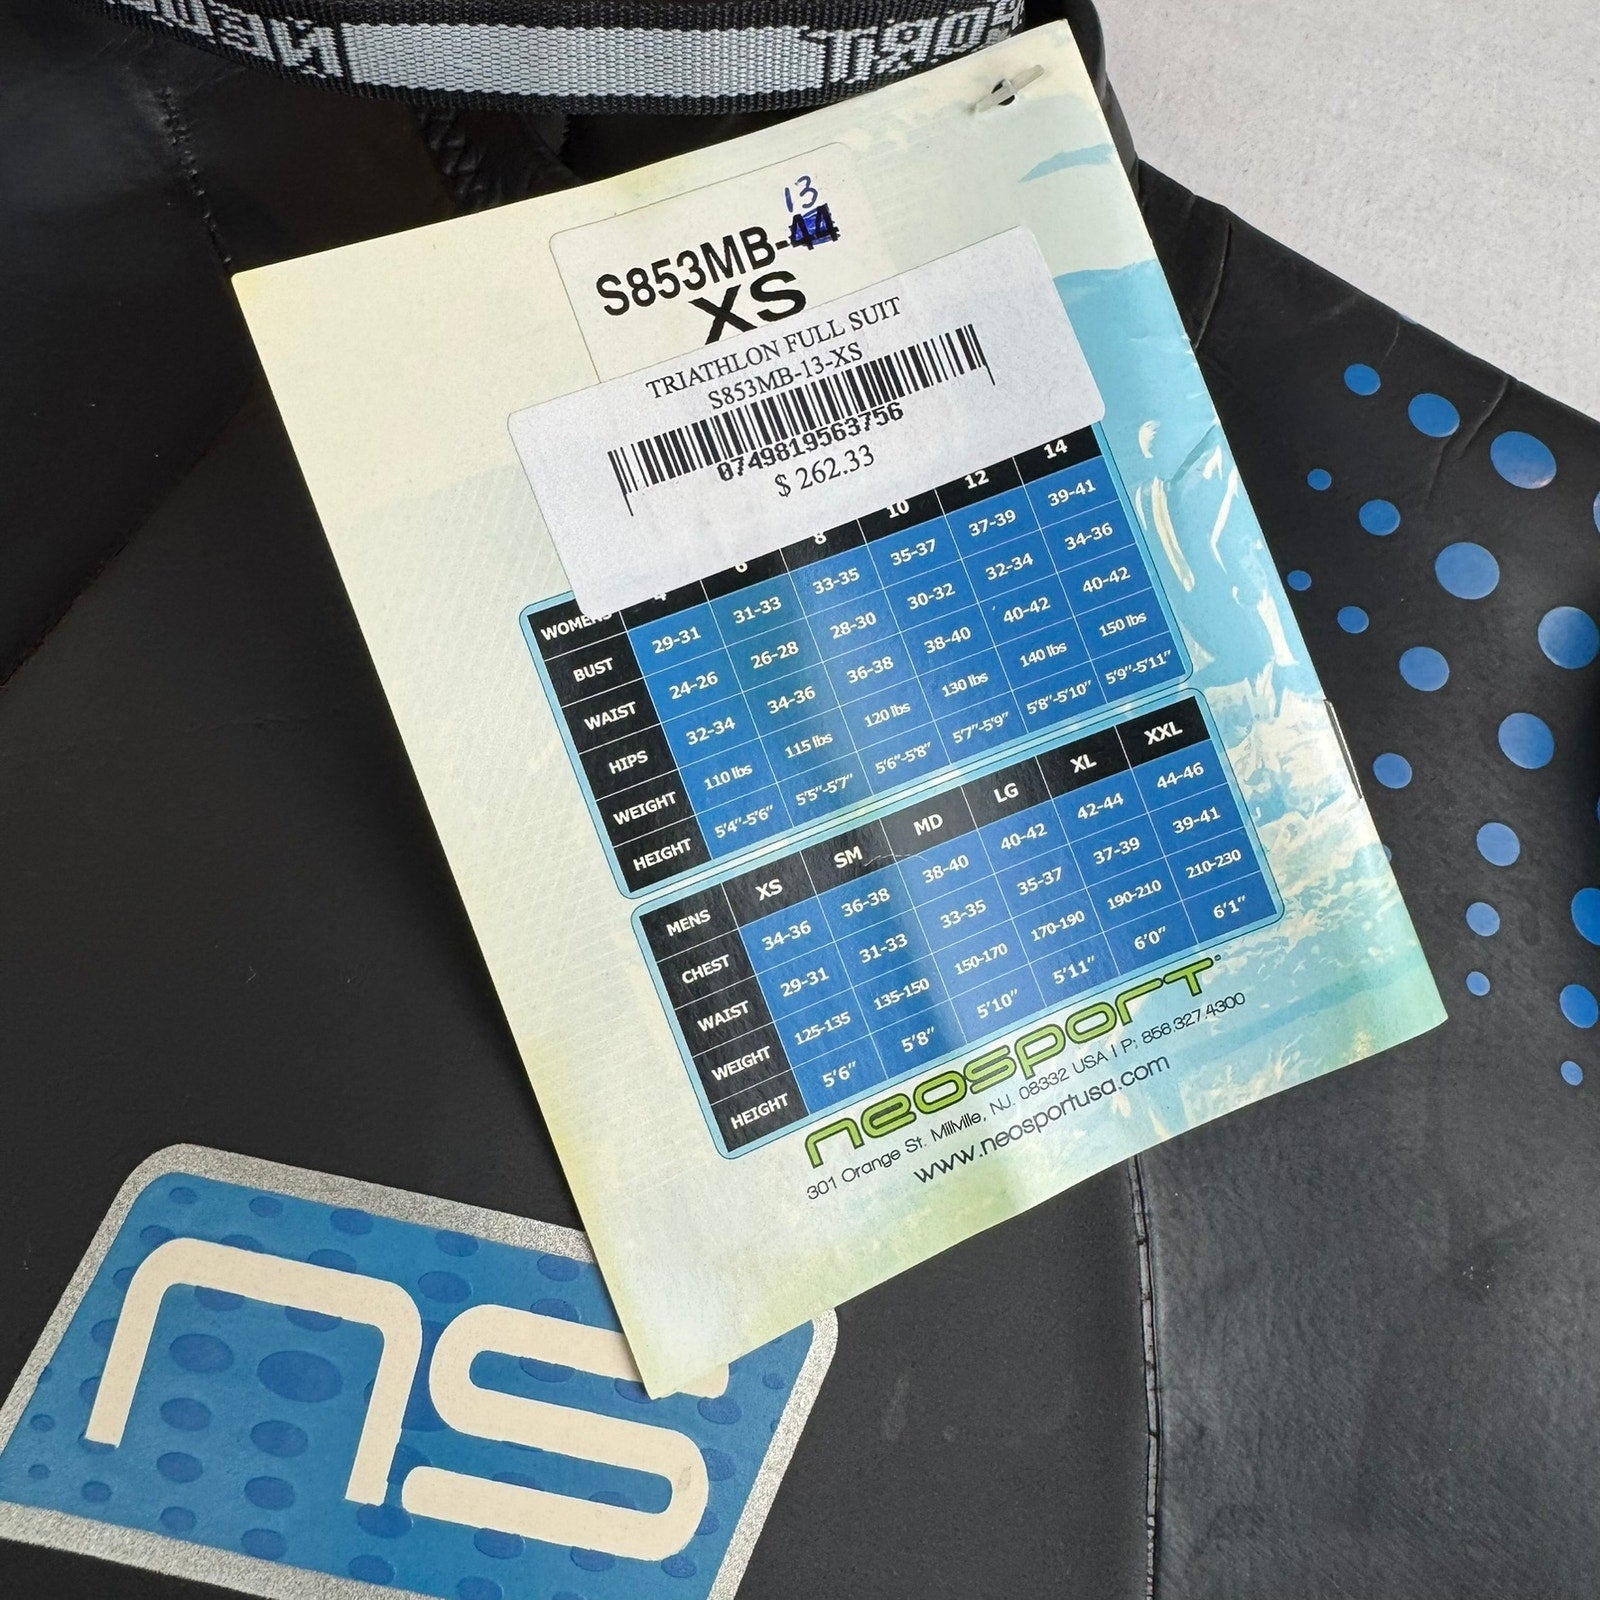 NEO
PORT
13
S853MB-44
XS
TRIATHLON FULL SUIT
S853MB-13-XS
0749819563756
$ 262.33
WOMENS 4 6 8 10 12 14
BUST 29-31 31-33 33-35 35-37 37-39 39-41
WAIST 24-26 26-28 28-30 30-32 32-34 34-36
HIPS 32-34 34-36 36-38 38-40 40-42 40-42
WEIGHT 110 lbs 115 lbs 120 lbs 130 lbs 140 lbs 150 lbs
HEIGHT 5'4"-5'6" 5'5"-5'7" 5'6"-5'8" 5'7"-5'9" 5'8"-5'10" 5'9"-5'11"
MENS XS SM MD LG XL XXL
CHEST 34-36 36-38 38-40 40-42 42-44 44-46
WAIST 29-31 31-33 33-35 35-37 37-39 39-41
WEIGHT 125-135 135-150 150-170 170-190 190-210 210-230
HEIGHT 5'6" 5'8" 5'10" 5'11" 6'0" 6'1"
neosport
301 Orange St. Millville, NJ. 08332 USA | P: 856.327.4300
www.neosportusa.com
ns